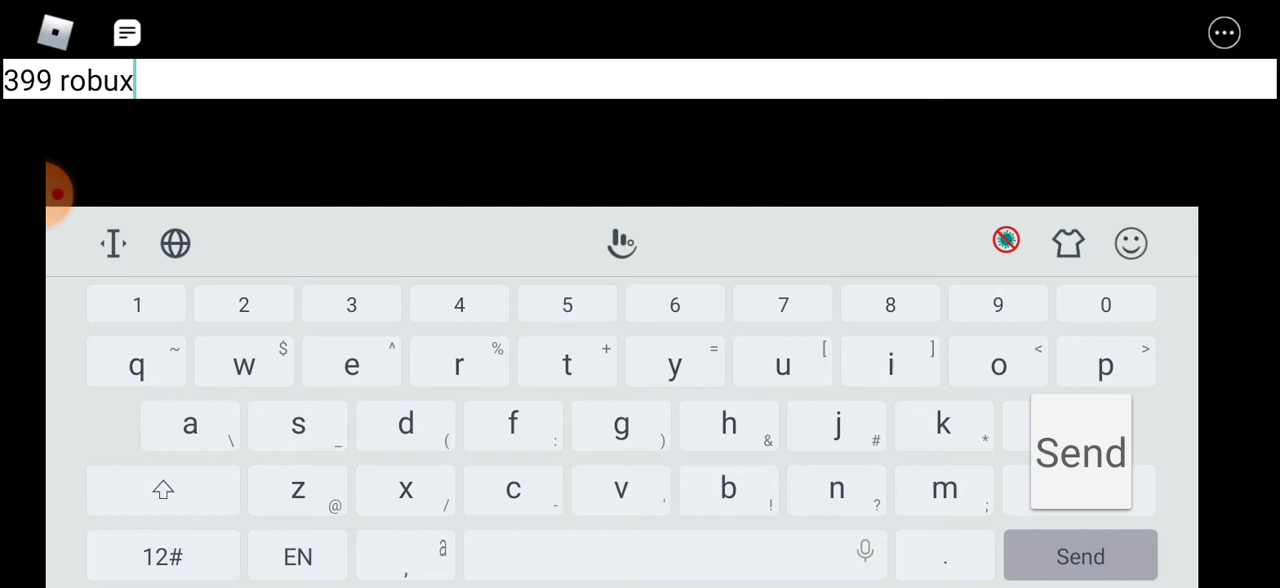 399 robux
1 2 3 4 5 6 7 8 9 0
~ $ ^ % + = [ ] < >
q w e r t y u i o p
a s d f g h j k
\ _ ( : ) & # *
Send
z x c v b n m
@ / - ' ! ? ;
12# EN , a . Send